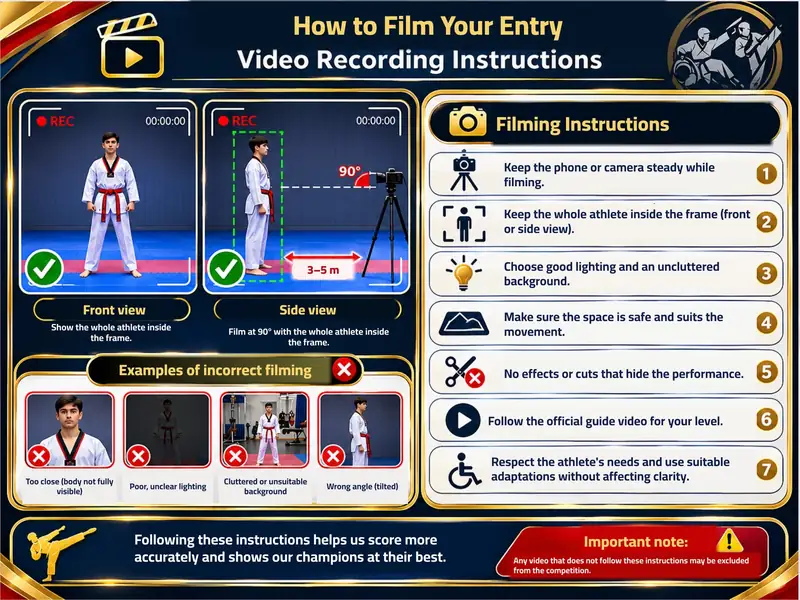 How to Film Your Entry
Video Recording Instructions
REC
00:00:00
REC
00:00:00
90°
3–5 m
Front view
Show the whole athlete inside
the frame.
Side view
Film at 90° with the whole athlete inside
the frame.
Examples of incorrect filming
Too close (body not fully
visible)
Poor, unclear lighting
Cluttered or unsuitable
background
Wrong angle (tilted)
Filming Instructions
Keep the phone or camera steady while
filming.
1
Keep the whole athlete inside the frame (front
or side view).
2
Choose good lighting and an uncluttered
background.
3
Make sure the space is safe and suits the
movement.
4
No effects or cuts that hide the performance.
5
Follow the official guide video for your level.
6
Respect the athlete's needs and use suitable
adaptations without affecting clarity.
7
Following these instructions helps us score more
accurately and shows our champions at their best.
Important note:
Any video that does not follow these instructions may be excluded
from the competition.